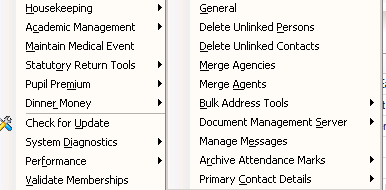 Housekeeping
Academic Management
Maintain Medical Event
Statutory Return Tools
Pupil Premium
Dinner Money
Check for Update
System Diagnostics
Performance
Validate Memberships
General
Delete Unlinked Persons
Delete Unlinked Contacts
Merge Agencies
Merge Agents
Bulk Address Tools
Document Management Server
Manage Messages
Archive Attendance Marks
Primary Contact Details